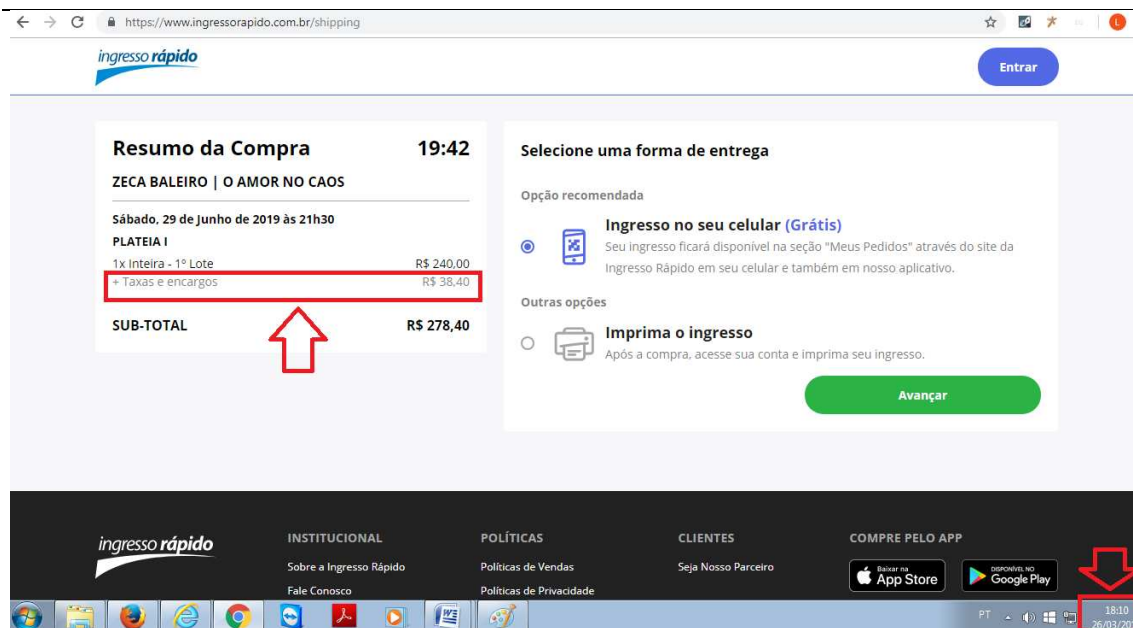 https://www.ingressorapido.com.br/shipping
L
ingresso rápido
Entrar
Resumo da Compra 19:42
ZECA BALEIRO | O AMOR NO CAOS
Sábado, 29 de Junho de 2019 às 21h30
PLATEIA I
1x Inteira - 1º Lote R$ 240,00
+ Taxas e encargos R$ 38,40
SUB-TOTAL R$ 278,40
Selecione uma forma de entrega
Opção recomendada
Ingresso no seu celular (Grátis)
Seu ingresso ficará disponível na seção "Meus Pedidos" através do site da
Ingresso Rápido em seu celular e também em nosso aplicativo.
Outras opções
Imprima o ingresso
Após a compra, acesse sua conta e imprima seu ingresso.
Avançar
ingresso rápido
INSTITUCIONAL
Sobre a Ingresso Rápido
Fale Conosco
POLÍTICAS
Políticas de Vendas
Políticas de Privacidade
CLIENTES
Seja Nosso Parceiro
COMPRE PELO APP
Baixar na
App Store
DISPONÍVEL NO
Google Play
PT
18:10
26/03/20